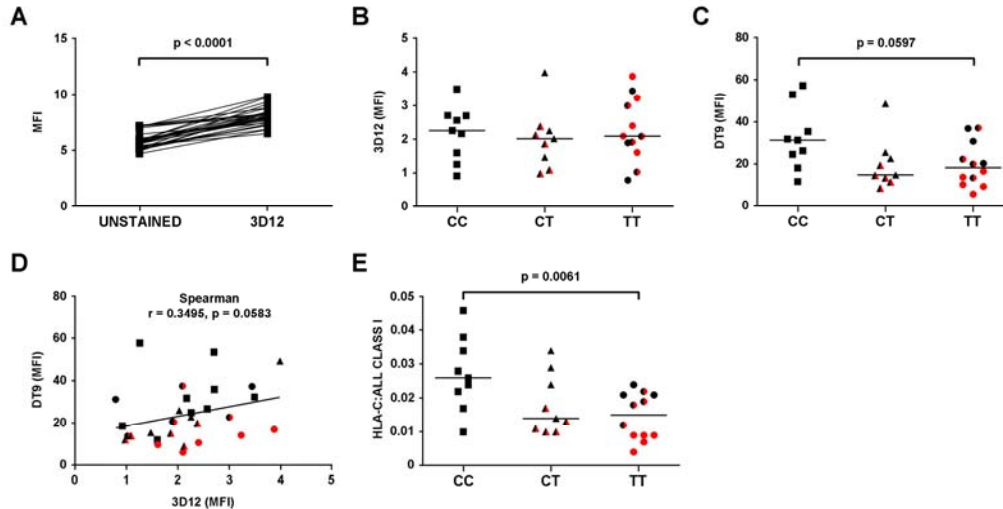 A
p < 0.0001
15
10
5
0
MFI
UNSTAINED
3D12
B
5
4
3
2
1
0
3D12 (MFI)
CC
CT
TT
C
p = 0.0597
80
60
40
20
0
DT9 (MFI)
CC
CT
TT
D
Spearman
r = 0.3495, p = 0.0583
80
60
40
20
0
DT9 (MFI)
0
1
2
3
4
5
3D12 (MFI)
E
p = 0.0061
0.05
0.04
0.03
0.02
0.01
0.00
HLA-C:ALL CLASS I
CC
CT
TT